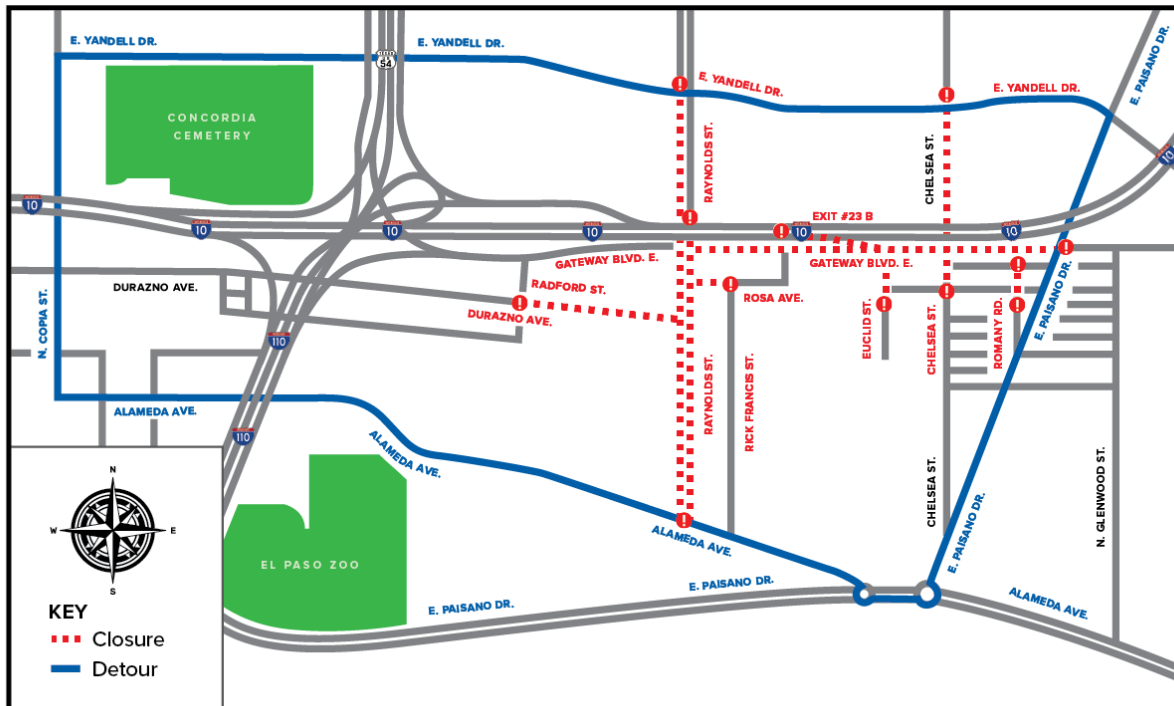 E. YANDELL DR.
E. YANDELL DR.
54
E. YANDELL DR.
E. YANDELL DR.
E. PAISANO DR.
CONCORDIA
CEMETERY
RAYNOLDS ST.
CHELSEA ST.
10
10
EXIT #23 B
10
10
10
10
10
GATEWAY BLVD. E.
GATEWAY BLVD. E.
DURAZNO AVE.
RADFORD ST.
DURAZNO AVE.
ROSA AVE.
N. COPIA ST.
110
RAYNOLDS ST.
RICK FRANCIS ST.
EUCLID ST.
CHELSEA ST.
ROMANY RD.
E. PAISANO DR.
ALAMEDA AVE.
110
ALAMEDA AVE.
CHELSEA ST.
E. PAISANO DR.
N. GLENWOOD ST.
ALAMEDA AVE.
EL PASO ZOO
E. PAISANO DR.
E. PAISANO DR.
ALAMEDA AVE.
N
W
E
S
KEY
Closure
Detour